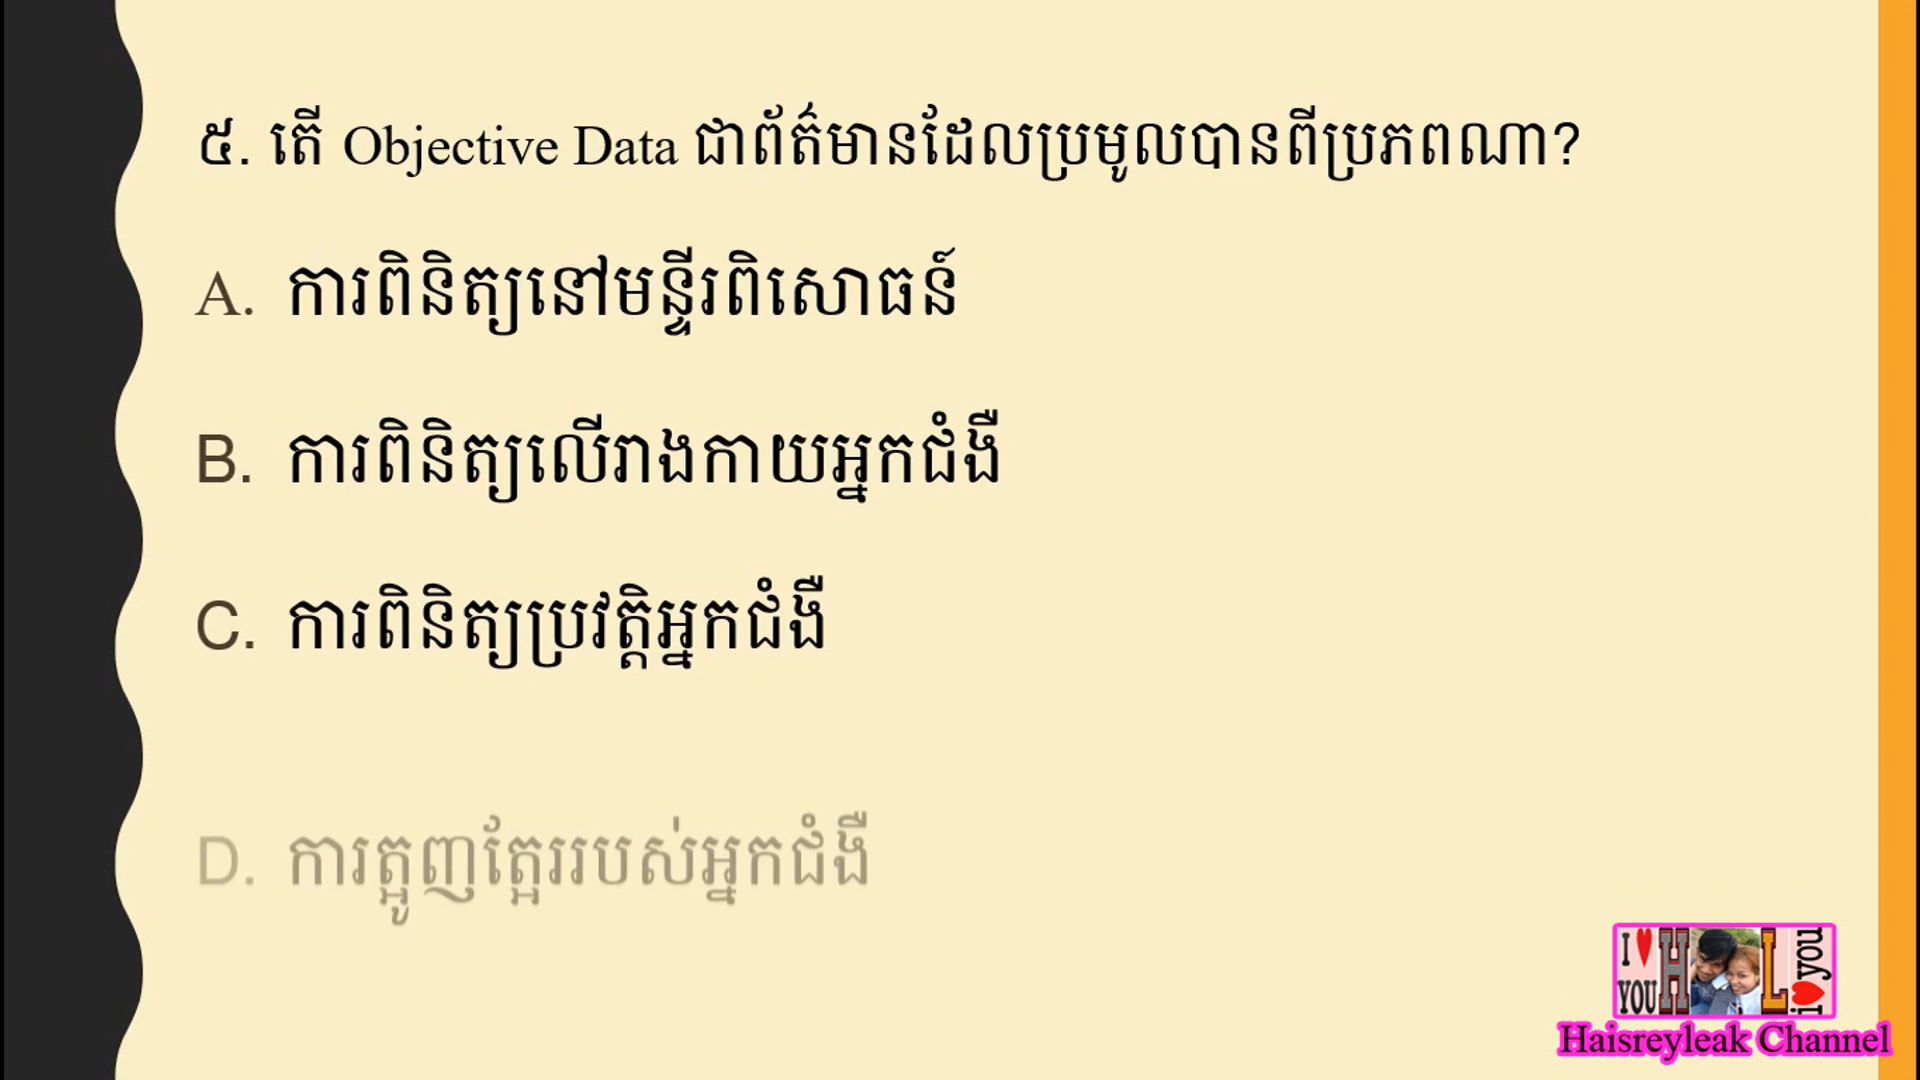 ៥. តើ Objective Data ជាព័ត៌មានដែលប្រមូលបានពីប្រភពណា?
A. ការពិនិត្យនៅមន្ទីរពិសោធន៍
B. ការពិនិត្យលើរាងកាយអ្នកជំងឺ
C. ការពិនិត្យប្រវត្តិអ្នកជំងឺ
D. ការត្អូញត្អែររបស់អ្នកជំងឺ
I ♥ YOU H L i ♥ you
Haisreyleak Channel